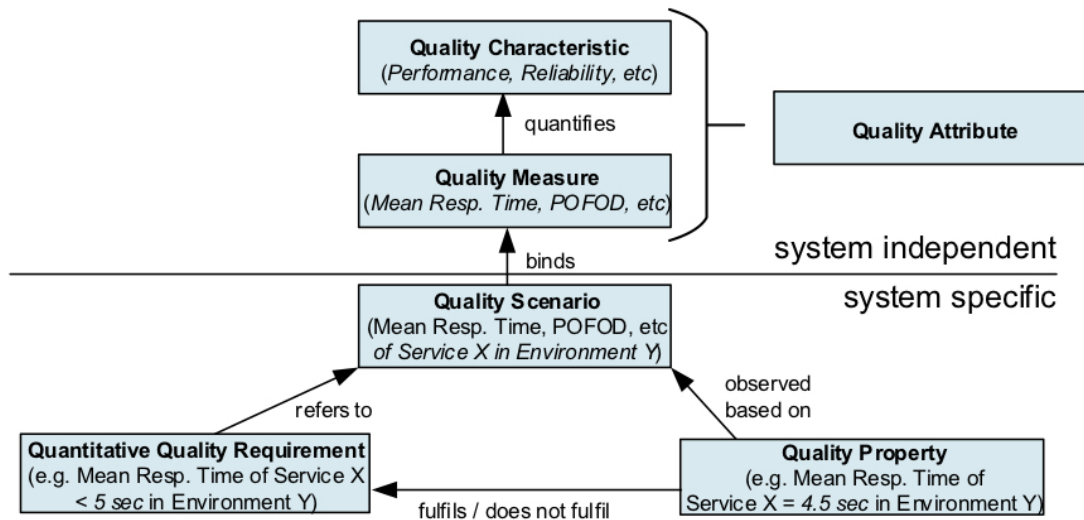 Quality Characteristic
(Performance, Reliability, etc)
quantifies
Quality Attribute
Quality Measure
(Mean Resp. Time, POFOD, etc)
system independent
binds
system specific
Quality Scenario
(Mean Resp. Time, POFOD, etc
of Service X in Environment Y)
refers to
observed
based on
Quantitative Quality Requirement
(e.g. Mean Resp. Time of Service X
< 5 sec in Environment Y)
Quality Property
(e.g. Mean Resp. Time of
Service X = 4.5 sec in Environment Y)
fulfils / does not fulfil